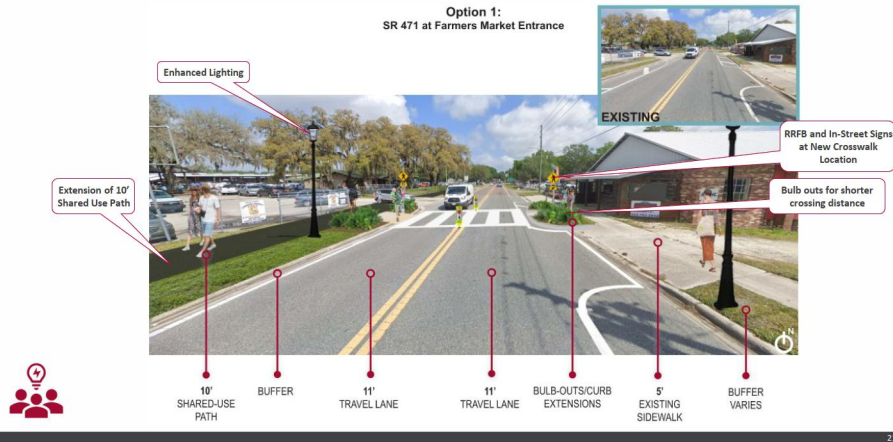 Option 1:
SR 471 at Farmers Market Entrance
Enhanced Lighting
EXISTING
RRFB and In-Street Signs
at New Crosswalk
Location
Extension of 10'
Shared Use Path
Bulb outs for shorter
crossing distance
N
10'
SHARED-USE
PATH
BUFFER
11'
TRAVEL LANE
11'
TRAVEL LANE
BULB-OUTS/CURB
EXTENSIONS
5'
EXISTING
SIDEWALK
BUFFER
VARIES